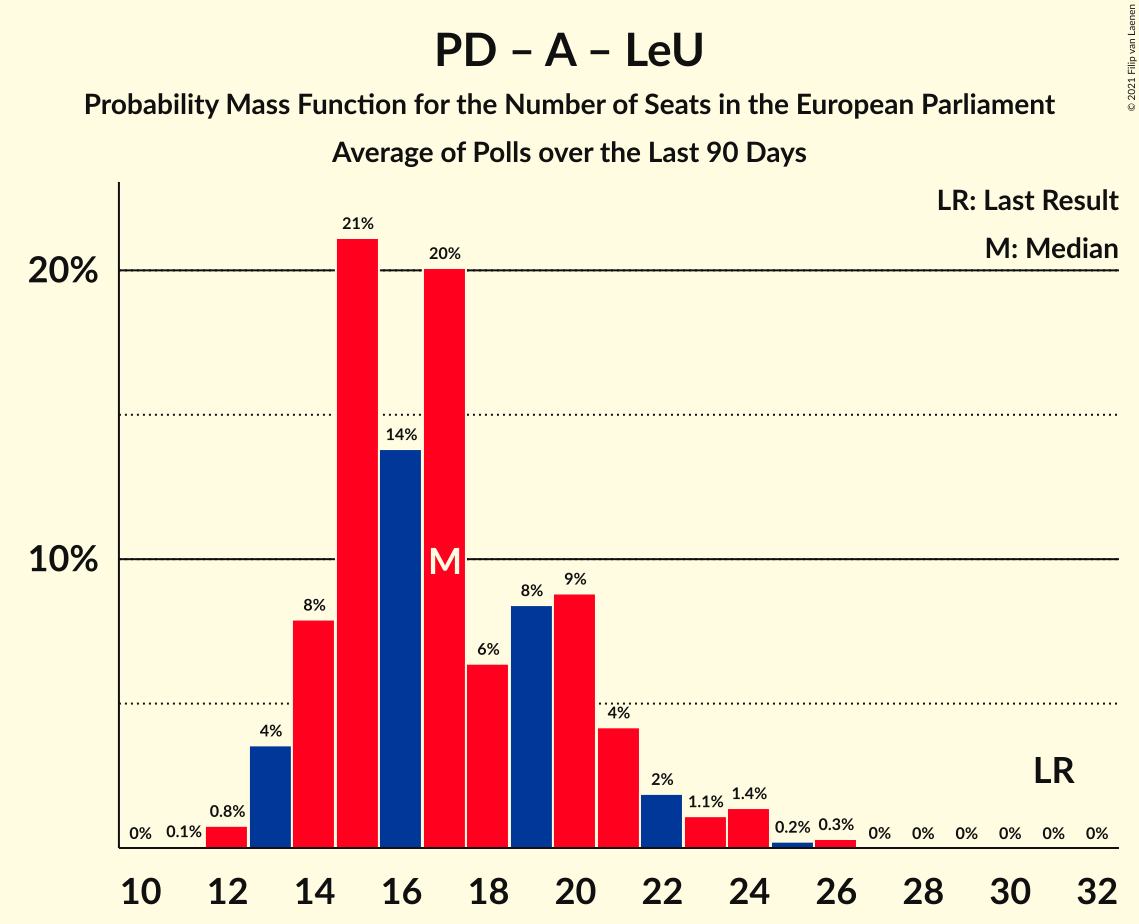 PD – A – LeU
Probability Mass Function for the Number of Seats in the European Parliament
Average of Polls over the Last 90 Days
© 2021 Filip van Laenen
LR: Last Result
M: Median
20%
10%
0% 0.1% 0.8% 4% 8% 21% 14% 20% 6% 8% 9% 4% 2% 1.1% 1.4% 0.2% 0.3% 0% 0% 0% 0% 0% 0%
M
LR
10 12 14 16 18 20 22 24 26 28 30 32